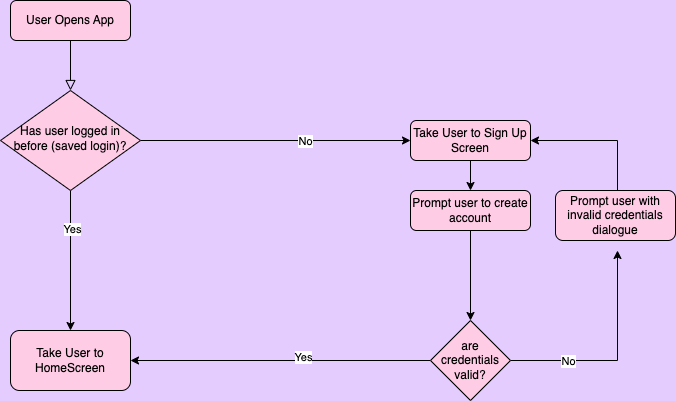 User Opens App
Has user logged in
before (saved login)?
No
Take User to Sign Up
Screen
Prompt user to create
account
Prompt user with
invalid credentials
dialogue
Yes
Take User to
HomeScreen
Yes
are
credentials
valid?
No